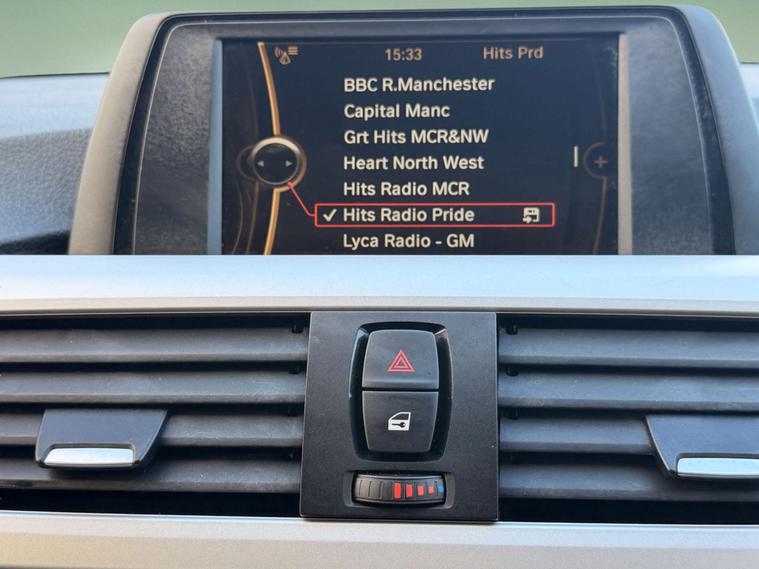 15:33 Hits Prd
BBC R.Manchester
Capital Manc
Grt Hits MCR&NW
Heart North West
Hits Radio MCR
Hits Radio Pride
Lyca Radio - GM